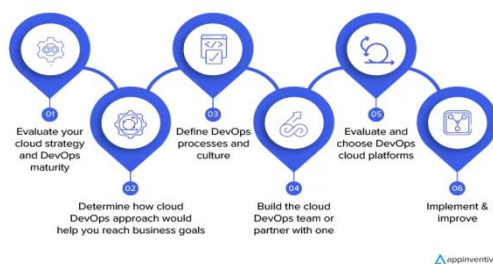 01
Evaluate your
cloud strategy
and DevOps
maturity
02
Determine how cloud
DevOps approach would
help you reach business goals
03
Define DevOps
processes and
culture
04
Build the cloud
DevOps team or
partner with one
05
Evaluate and
choose DevOps
cloud platforms
06
Implement &
improve
appinventiv